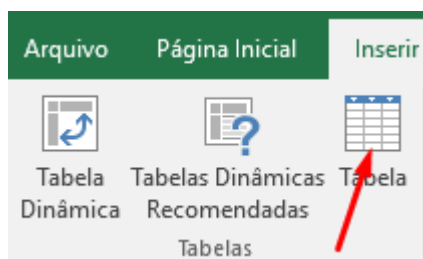 Arquivo Página Inicial Inserir
Tabela Dinâmica
Tabelas Dinâmicas Recomendadas
Tabela
Tabelas